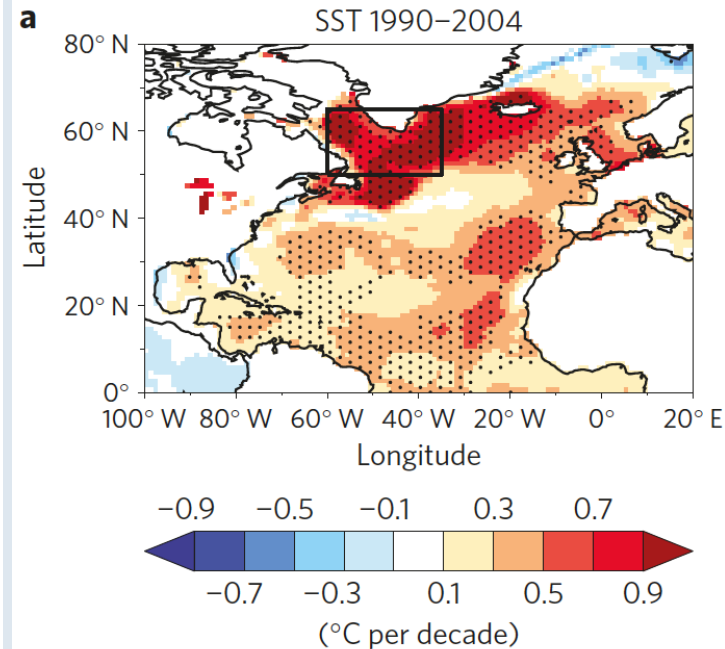 a
SST 1990–2004
80° N
60° N
40° N
20° N
0°
Latitude
100° W 80° W 60° W 40° W 20° W 0° 20° E
Longitude
−0.9 −0.5 −0.1 0.3 0.7
−0.7 −0.3 0.1 0.5 0.9
(°C per decade)